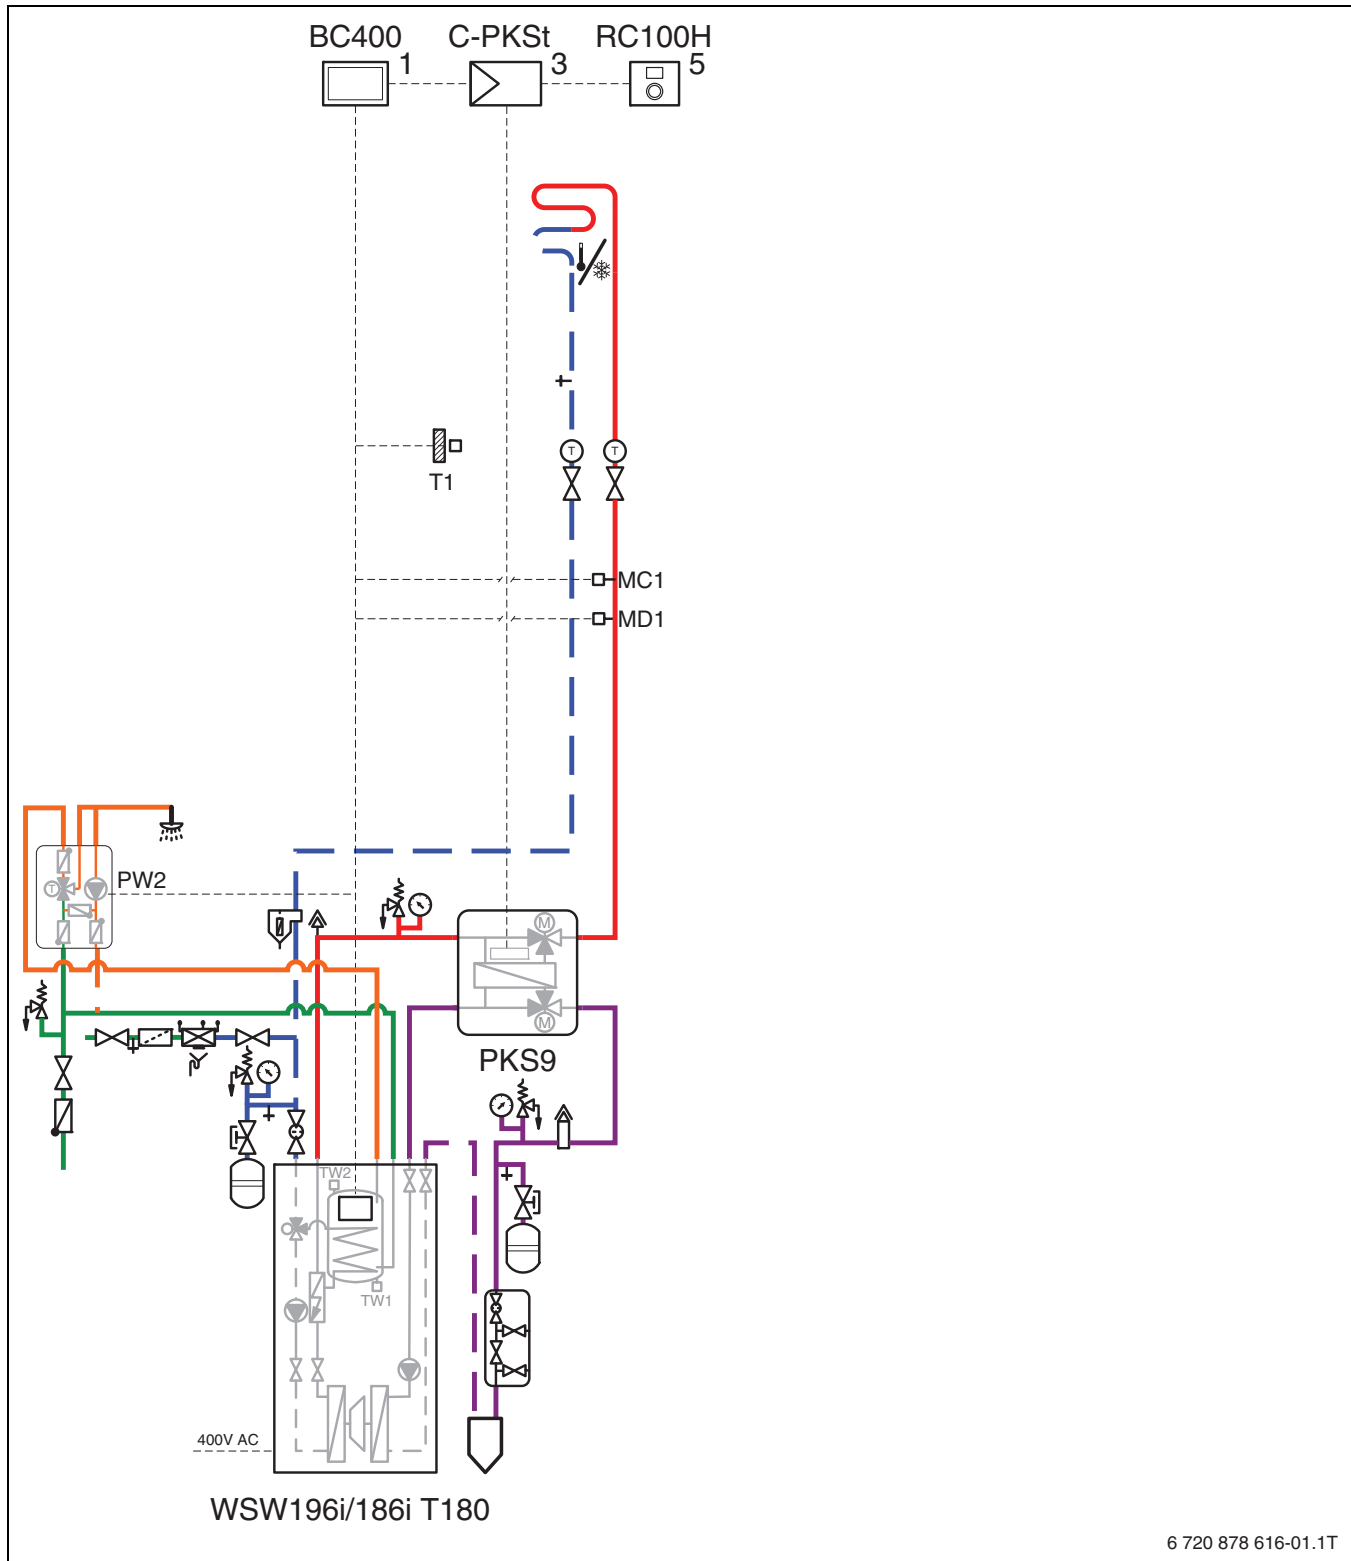 BC400 C-PKSt RC100H
1 3 5
T T
T1
MC1
MD1
PW2
T
M
M
PKS9
TW2
TW1
400V AC
WSW196i/186i T180
6 720 878 616-01.1T